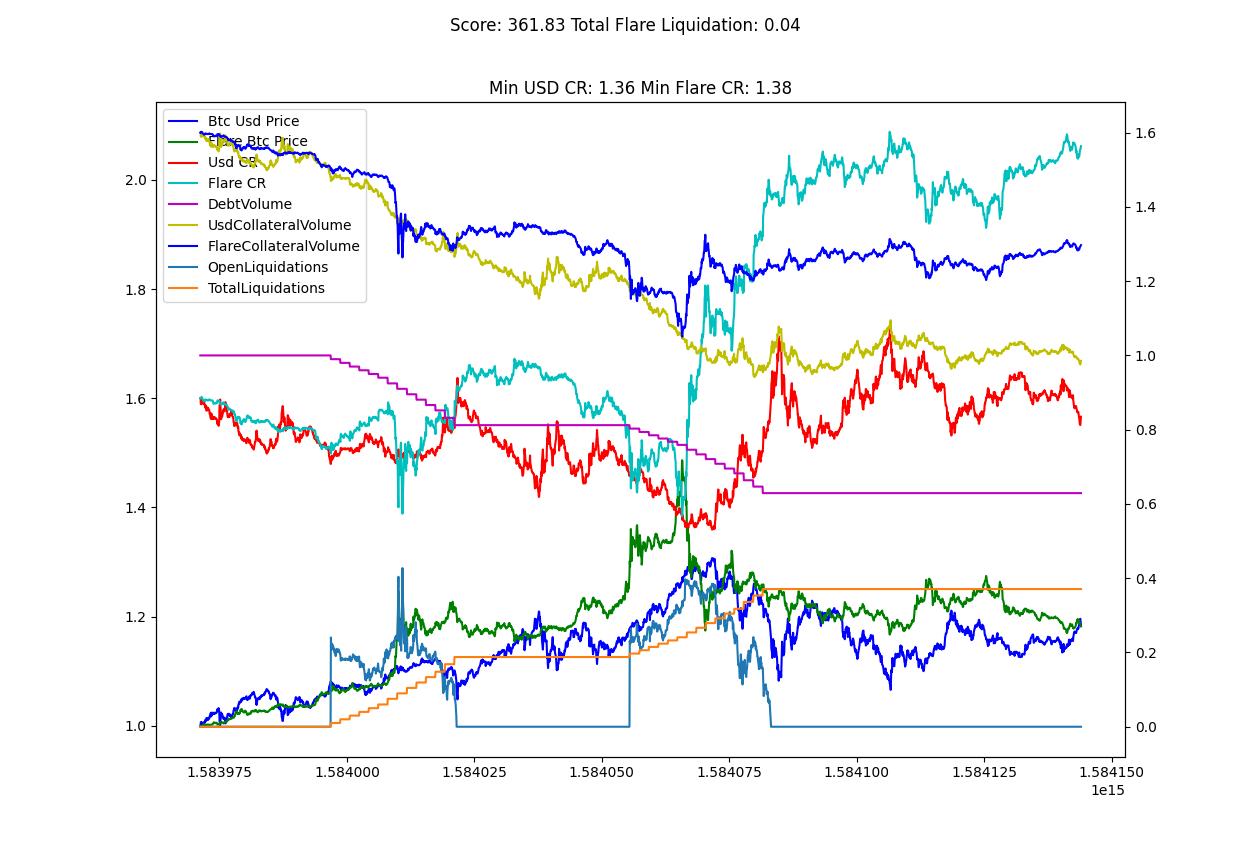 Score: 361.83 Total Flare Liquidation: 0.04
Min USD CR: 1.36 Min Flare CR: 1.38
Btc Usd Price
Flare Btc Price
Usd CR
Flare CR
DebtVolume
UsdCollateralVolume
FlareCollateralVolume
OpenLiquidations
TotalLiquidations
2.0
1.8
1.6
1.4
1.2
1.0
1.6
1.4
1.2
1.0
0.8
0.6
0.4
0.2
0.0
1.583975 1.584000 1.584025 1.584050 1.584075 1.584100 1.584125 1.584150
1e15